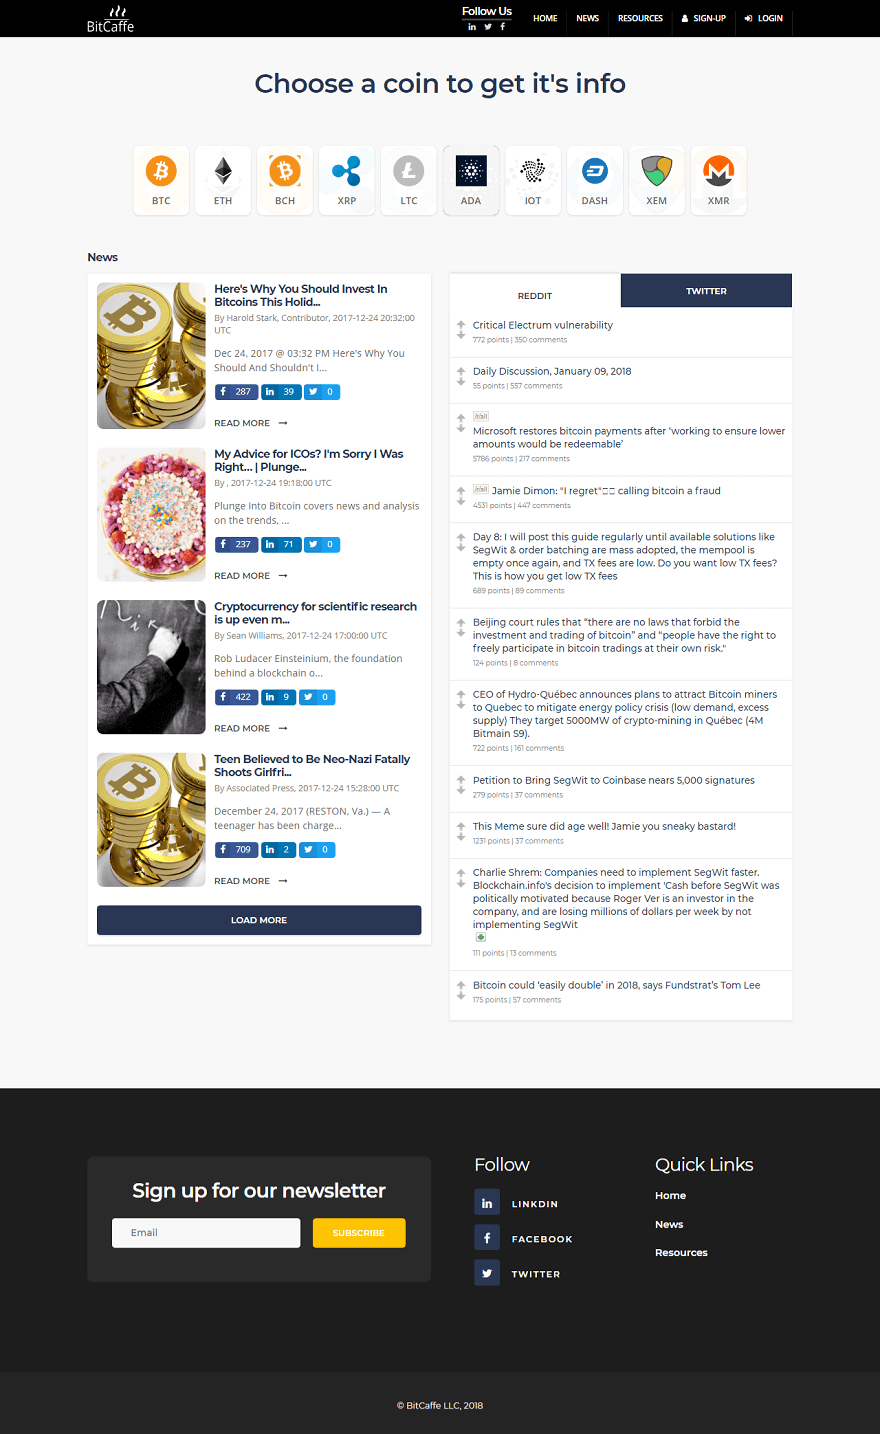 BitCaffe
Follow Us
HOME
NEWS
RESOURCES
SIGN-UP
LOGIN
Choose a coin to get it's info
BTC
ETH
BCH
XRP
LTC
ADA
IOT
DASH
XEM
XMR
News
Here's Why You Should Invest In
Bitcoins This Holid...
By Harold Stark, Contributor, 2017-12-24 20:32:00
UTC
Dec 24, 2017 @ 03:32 PM Here's Why You
Should And Shouldn't I...
287
39
0
READ MORE
My Advice for ICOs? I'm Sorry I Was
Right... | Plunge...
By , 2017-12-24 19:18:00 UTC
Plunge Into Bitcoin covers news and analysis
on the trends, ...
237
71
0
READ MORE
Cryptocurrency for scientific research
is up even m...
By Sean Williams, 2017-12-24 17:00:00 UTC
Rob Ludacer Einsteinium, the foundation
behind a blockchain o...
422
9
0
READ MORE
Teen Believed to Be Neo-Nazi Fatally
Shoots Girlfri...
By Associated Press, 2017-12-24 15:28:00 UTC
December 24, 2017 (RESTON, Va.) — A
teenager has been charge...
709
2
0
READ MORE
LOAD MORE
REDDIT
TWITTER
Critical Electrum vulnerability
772 points | 350 comments
Daily Discussion, January 09, 2018
55 points | 557 comments
/r/all
Microsoft restores bitcoin payments after 'working to ensure lower
amounts would be redeemable'
5786 points | 217 comments
/r/all Jamie Dimon: "I regret" calling bitcoin a fraud
4531 points | 447 comments
Day 8: I will post this guide regularly until available solutions like
SegWit & order batching are mass adopted, the mempool is
empty once again, and TX fees are low. Do you want low TX fees?
This is how you get low TX fees
689 points | 89 comments
Beijing court rules that “there are no laws that forbid the
investment and trading of bitcoin” and “people have the right to
freely participate in bitcoin tradings at their own risk."
124 points | 8 comments
CEO of Hydro-Québec announces plans to attract Bitcoin miners
to Quebec to mitigate energy policy crisis (low demand, excess
supply) They target 5000MW of crypto-mining in Québec (4M
Bitmain S9).
722 points | 161 comments
Petition to Bring SegWit to Coinbase nears 5,000 signatures
279 points | 37 comments
This Meme sure did age well! Jamie you sneaky bastard!
1231 points | 37 comments
Charlie Shrem: Companies need to implement SegWit faster.
Blockchain.info's decision to implement 'Cash before SegWit was
politically motivated because Roger Ver is an investor in the
company, and are losing millions of dollars per week by not
implementing SegWit
111 points | 13 comments
Bitcoin could ‘easily double’ in 2018, says Fundstrat’s Tom Lee
175 points | 57 comments
Sign up for our newsletter
Email
SUBSCRIBE
Follow
LINKDIN
FACEBOOK
TWITTER
Quick Links
Home
News
Resources
© BitCaffe LLC, 2018